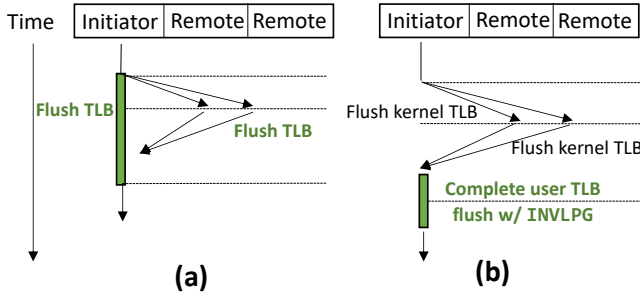 Time
Initiator Remote Remote
Flush TLB
Flush TLB
(a)
Initiator Remote Remote
Flush kernel TLB
Flush kernel TLB
Complete user TLB
flush w/ INVLPG
(b)